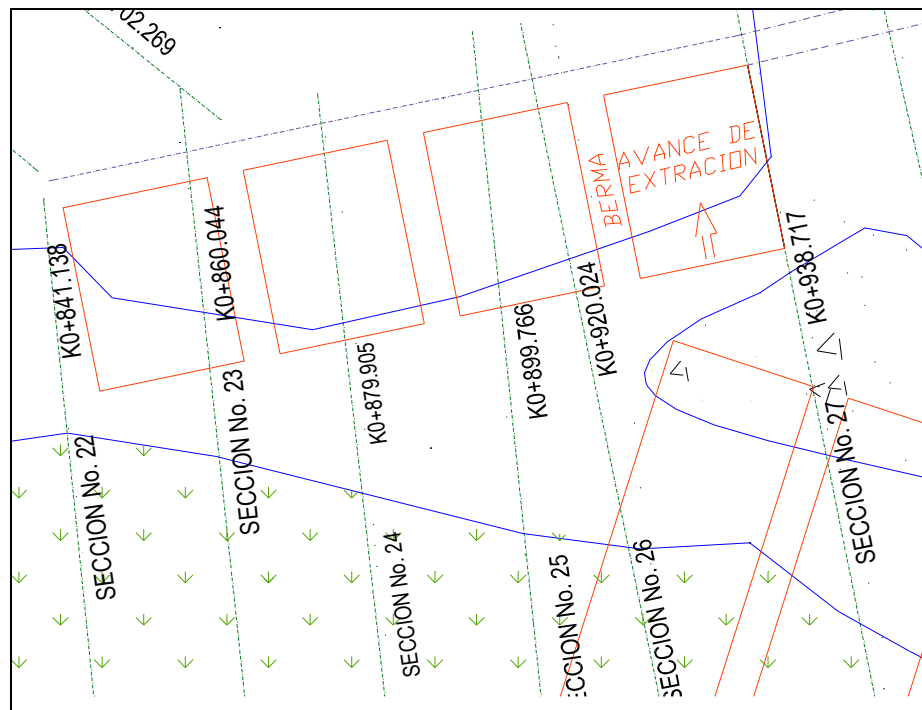 02.269
BERMA
AVANCE DE
EXTRACION
K0+841.138
K0+860.044
K0+879.905
K0+899.766
K0+920.024
K0+938.717
SECCION No. 22
SECCION No. 23
SECCION No. 24
SECCION No. 25
SECCION No. 26
SECCION No. 27